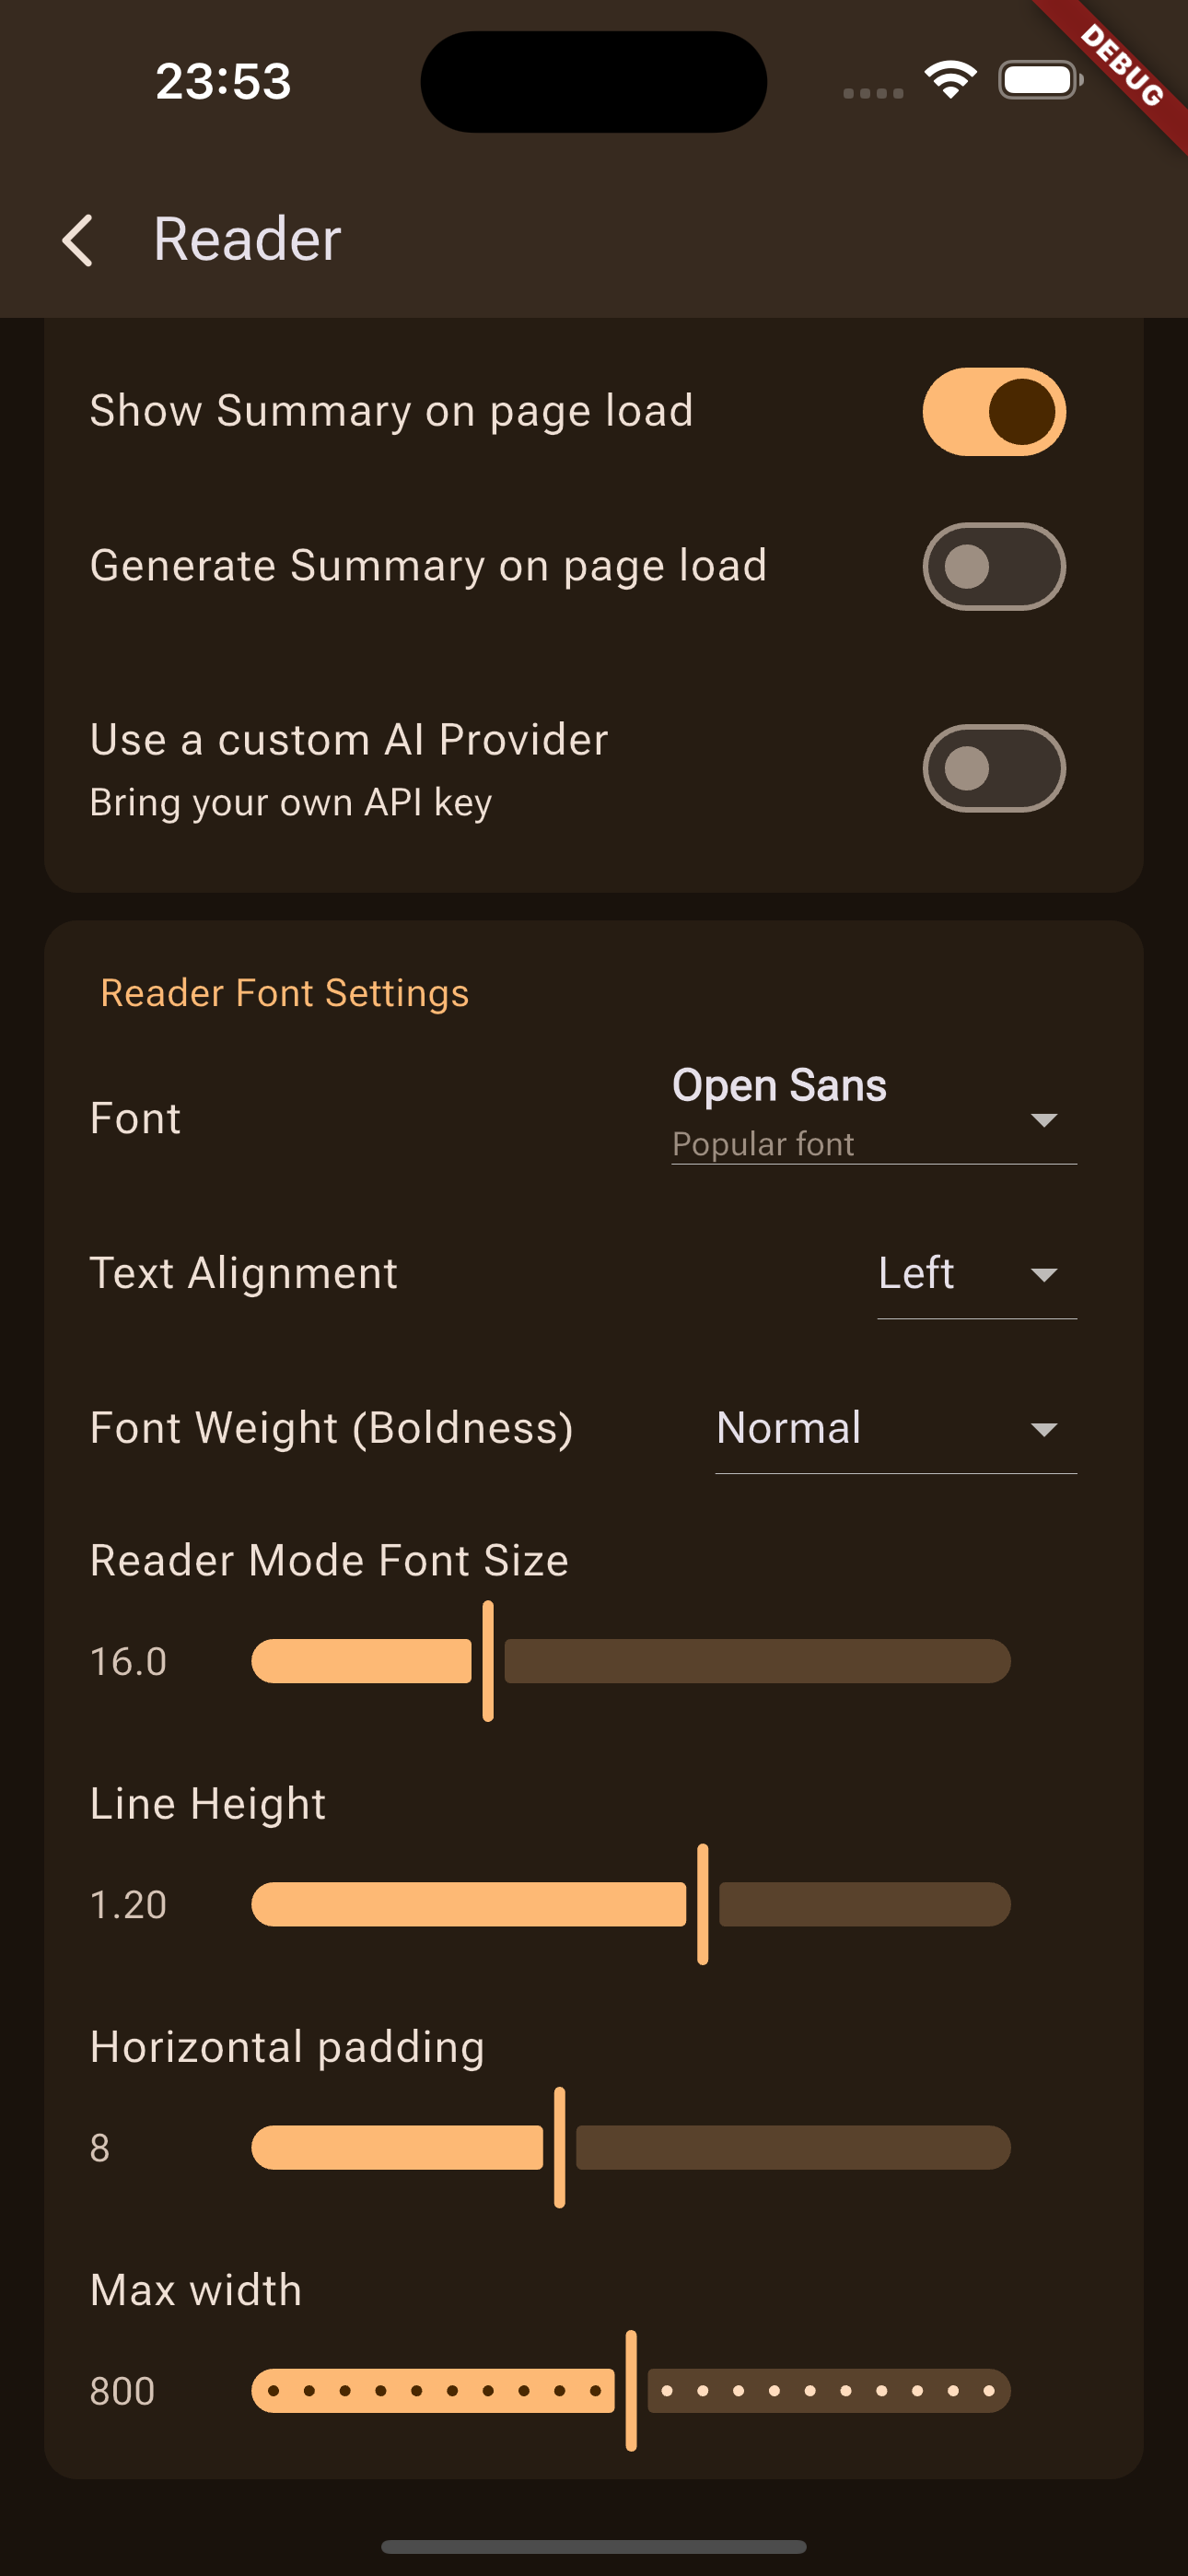 23:53
DEBUG
Reader
Show Summary on page load
Generate Summary on page load
Use a custom AI Provider
Bring your own API key
Reader Font Settings
Font
Open Sans
Popular font
Text Alignment
Left
Font Weight (Boldness)
Normal
Reader Mode Font Size
16.0
Line Height
1.20
Horizontal padding
8
Max width
800